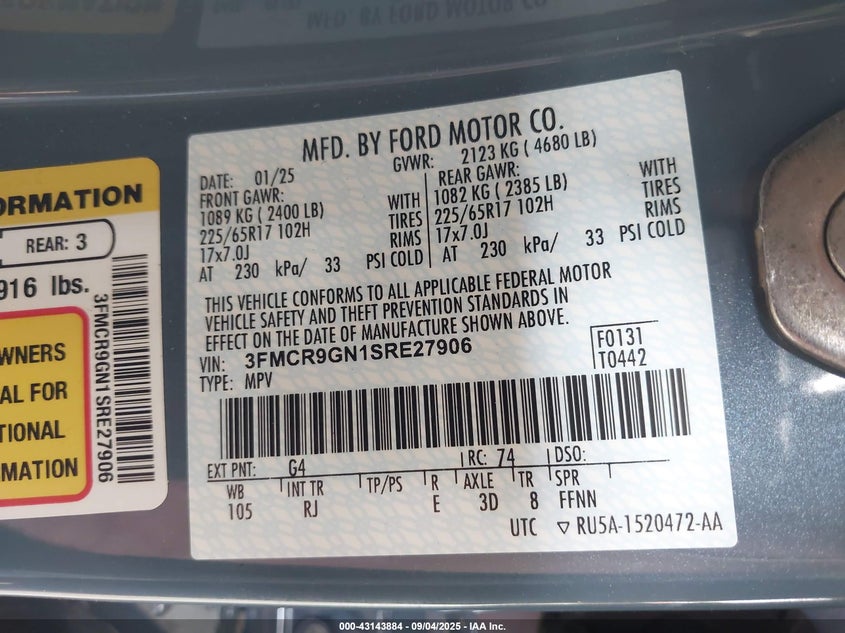 MFD. BY FORD MOTOR CO.
MFD. BY FORD MOTOR CO.
DATE: 01/25
GVWR: 2123 KG ( 4680 LB)
FRONT GAWR:
1089 KG ( 2400 LB) WITH
225/65R17 102H TIRES
17x7.0J RIMS
AT 230 kPa/ 33 PSI COLD
REAR GAWR:
1082 KG ( 2385 LB) WITH
225/65R17 102H TIRES
17x7.0J RIMS
AT 230 kPa/ 33 PSI COLD
THIS VEHICLE CONFORMS TO ALL APPLICABLE FEDERAL MOTOR
VEHICLE SAFETY AND THEFT PREVENTION STANDARDS IN
EFFECT ON THE DATE OF MANUFACTURE SHOWN ABOVE.
VIN: 3FMCR9GN1SRE27906
TYPE: MPV
F0131
T0442
EXT PNT: G4 RC: 74 DSO:
WB INT TR TP/PS R AXLE TR SPR
105 RJ E 3D 8 FFNN
UTC ▽ RU5A-1520472-AA
ORMATION
REAR: 3
916 lbs.
WNERS
AL FOR
TIONAL
MATION
3FMCR9GN1SRE27906
000-43143884 - 09/04/2025 - IAA Inc.